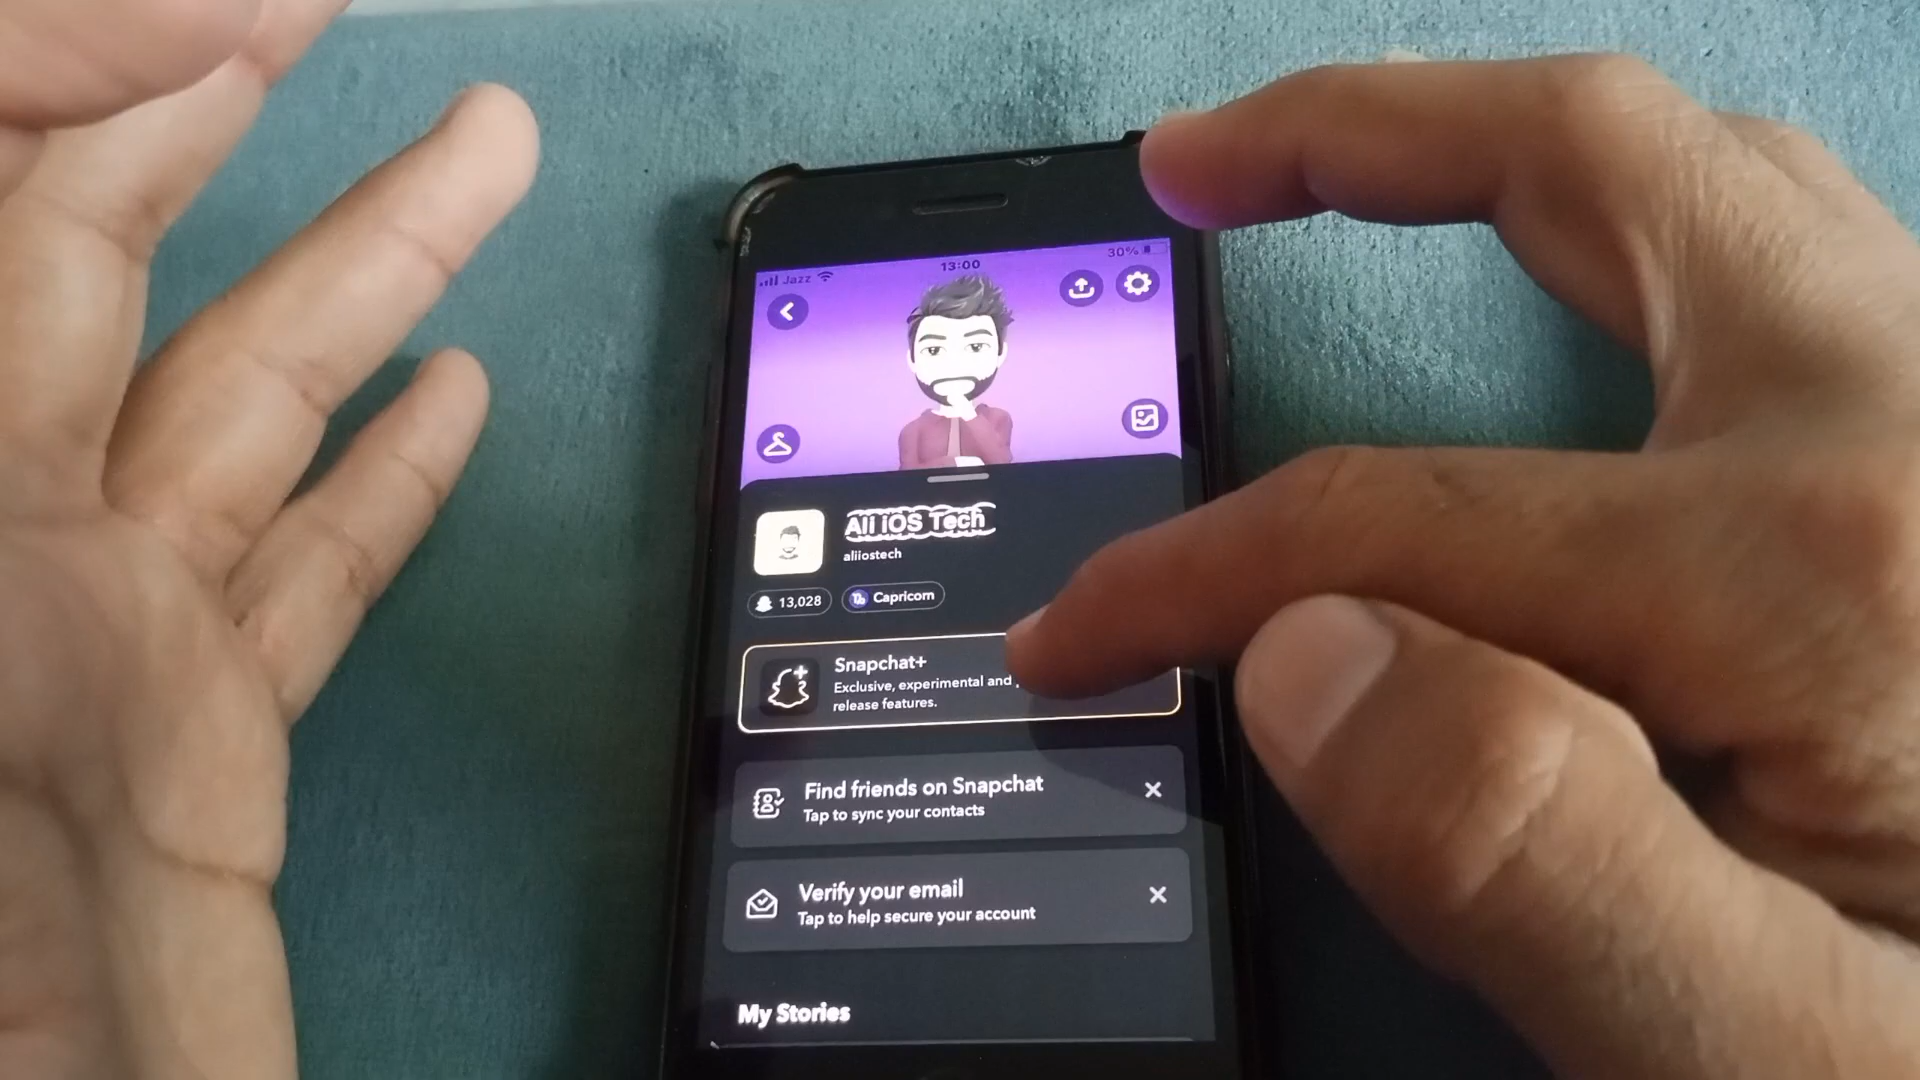 Jazz
13:00
30%
Ali iOS Tech
aliiostech
13,028
Capricorn
Snapchat+
Exclusive, experimental and
release features.
Find friends on Snapchat
Tap to sync your contacts
Verify your email
Tap to help secure your account
My Stories